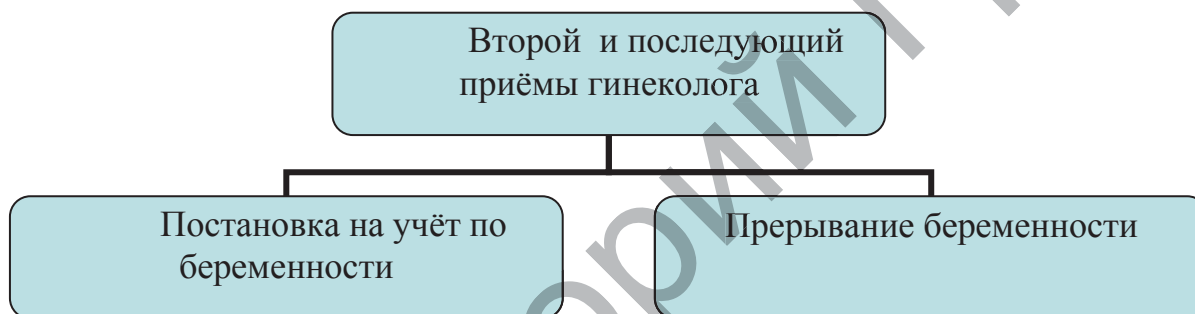 Второй и последующий
приёмы гинеколога
Постановка на учёт по
беременности
Прерывание беременности